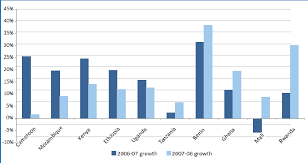 45%
40%
35%
30%
25%
20%
15%
10%
5%
0%
-5%
-10%
Cameroon
Mozambique
Kenya
Ethiopia
Uganda
Tanzania
Benin
Ghana
Mali
Rwanda
2006-07 growth 2007-08 growth